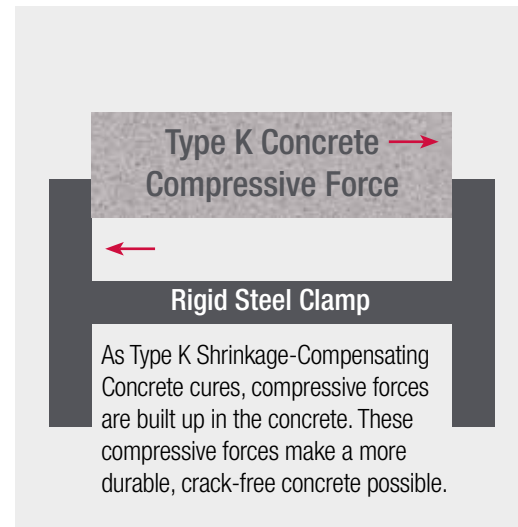 Type K Concrete
Compressive Force
Rigid Steel Clamp
As Type K Shrinkage-Compensating
Concrete cures, compressive forces
are built up in the concrete. These
compressive forces make a more
durable, crack-free concrete possible.